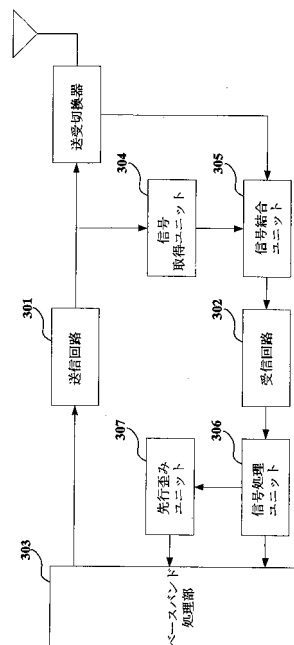 303
ベースバンド
処理部
301
送信回路
送受切換器
304
信号
取得ユニット
305
信号結合
ユニット
302
受信回路
307
先行歪み
ユニット
306
信号処理
ユニット